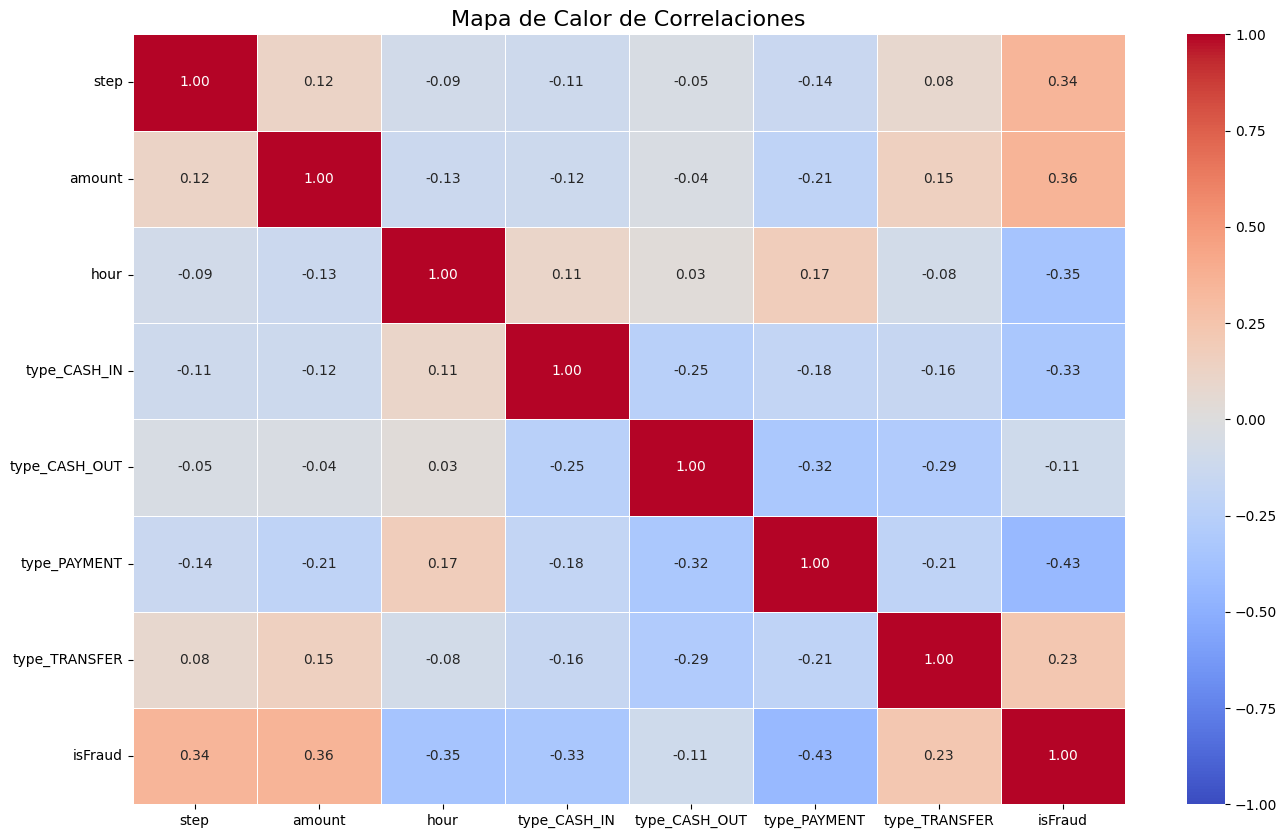 Mapa de Calor de Correlaciones
step 1.00 0.12 -0.09 -0.11 -0.05 -0.14 0.08 0.34
amount 0.12 1.00 -0.13 -0.12 -0.04 -0.21 0.15 0.36
hour -0.09 -0.13 1.00 0.11 0.03 0.17 -0.08 -0.35
type_CASH_IN -0.11 -0.12 0.11 1.00 -0.25 -0.18 -0.16 -0.33
type_CASH_OUT -0.05 -0.04 0.03 -0.25 1.00 -0.32 -0.29 -0.11
type_PAYMENT -0.14 -0.21 0.17 -0.18 -0.32 1.00 -0.21 -0.43
type_TRANSFER 0.08 0.15 -0.08 -0.16 -0.29 -0.21 1.00 0.23
isFraud 0.34 0.36 -0.35 -0.33 -0.11 -0.43 0.23 1.00
step amount hour type_CASH_IN type_CASH_OUT type_PAYMENT type_TRANSFER isFraud
1.00
0.75
0.50
0.25
0.00
−0.25
−0.50
−0.75
−1.00